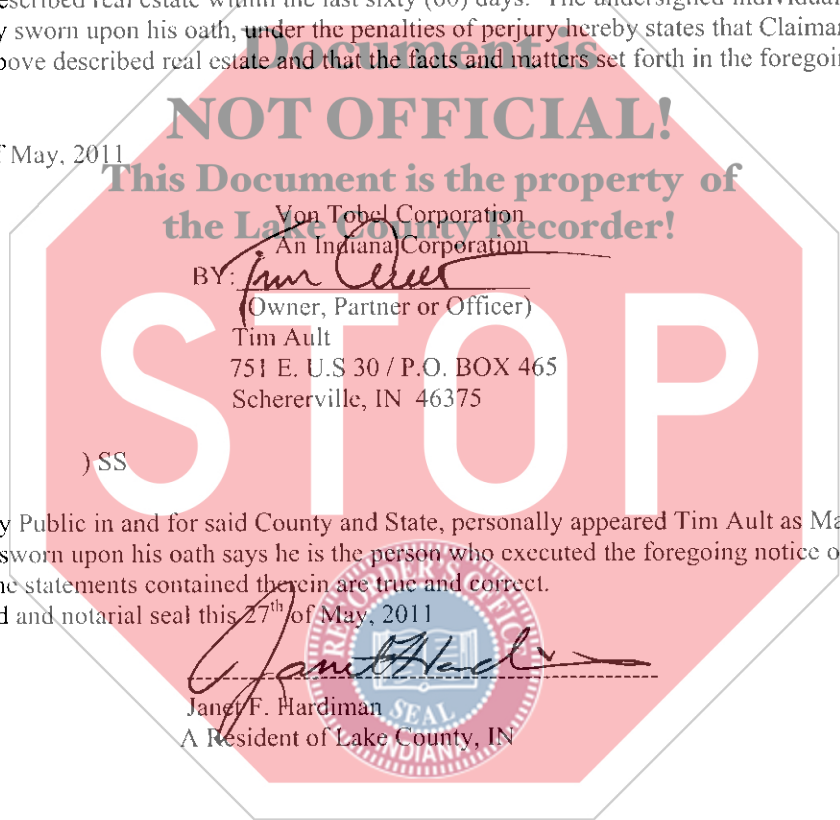 escribed real estate within the last sixty (60) days. The undersigned individual
y sworn upon his oath, under the penalties of perjury hereby states that Claiman
Document is
bove described real estate and that the facts and matters set forth in the foregoin
NOT OFFICIAL!
f May, 2011
This Document is the property of
Von Tobel Corporation
the Lake County Recorder!
An Indiana Corporation
BY: Tim Ault
(Owner, Partner or Officer)
Tim Ault
751 E. U.S 30 / P.O. BOX 465
Schererville, IN 46375
STOP
) SS
y Public in and for said County and State, personally appeared Tim Ault as Ma
sworn upon his oath says he is the person who executed the foregoing notice o
he statements contained therein are true and correct.
d and notarial seal this 27th of May, 2011
RECORDER'S OFFICE
Janet Hardi
Janet F. Hardiman
SEAL
A Resident of Lake County, IN
INDIANA